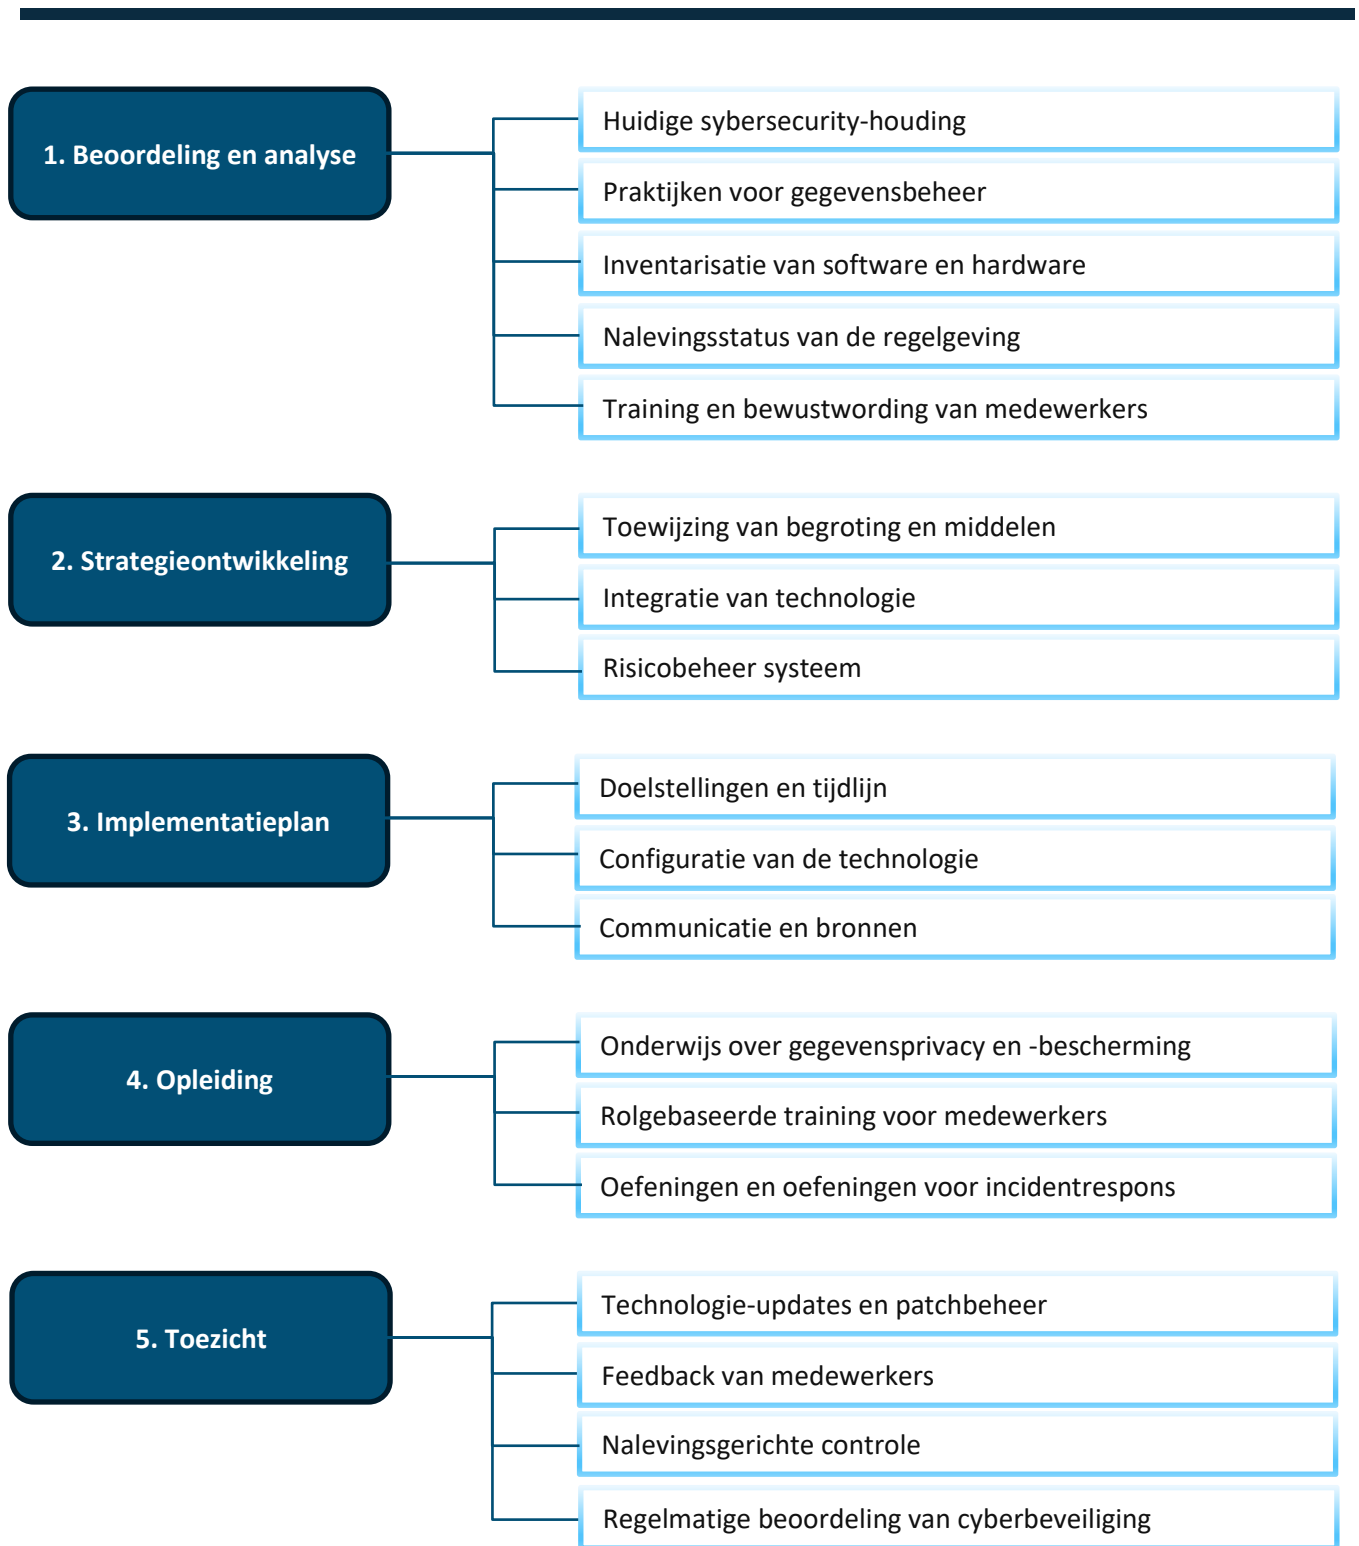 1. Beoordeling en analyse
Huidige sybersecurity-houding
Praktijken voor gegevensbeheer
Inventarisatie van software en hardware
Nalevingsstatus van de regelgeving
Training en bewustwording van medewerkers
2. Strategieontwikkeling
Toewijzing van begroting en middelen
Integratie van technologie
Risicobeheer systeem
3. Implementatieplan
Doelstellingen en tijdlijn
Configuratie van de technologie
Communicatie en bronnen
4. Opleiding
Onderwijs over gegevensprivacy en -bescherming
Rolgebaseerde training voor medewerkers
Oefeningen en oefeningen voor incidentrespons
5. Toezicht
Technologie-updates en patchbeheer
Feedback van medewerkers
Nalevingsgerichte controle
Regelmatige beoordeling van cyberbeveiliging